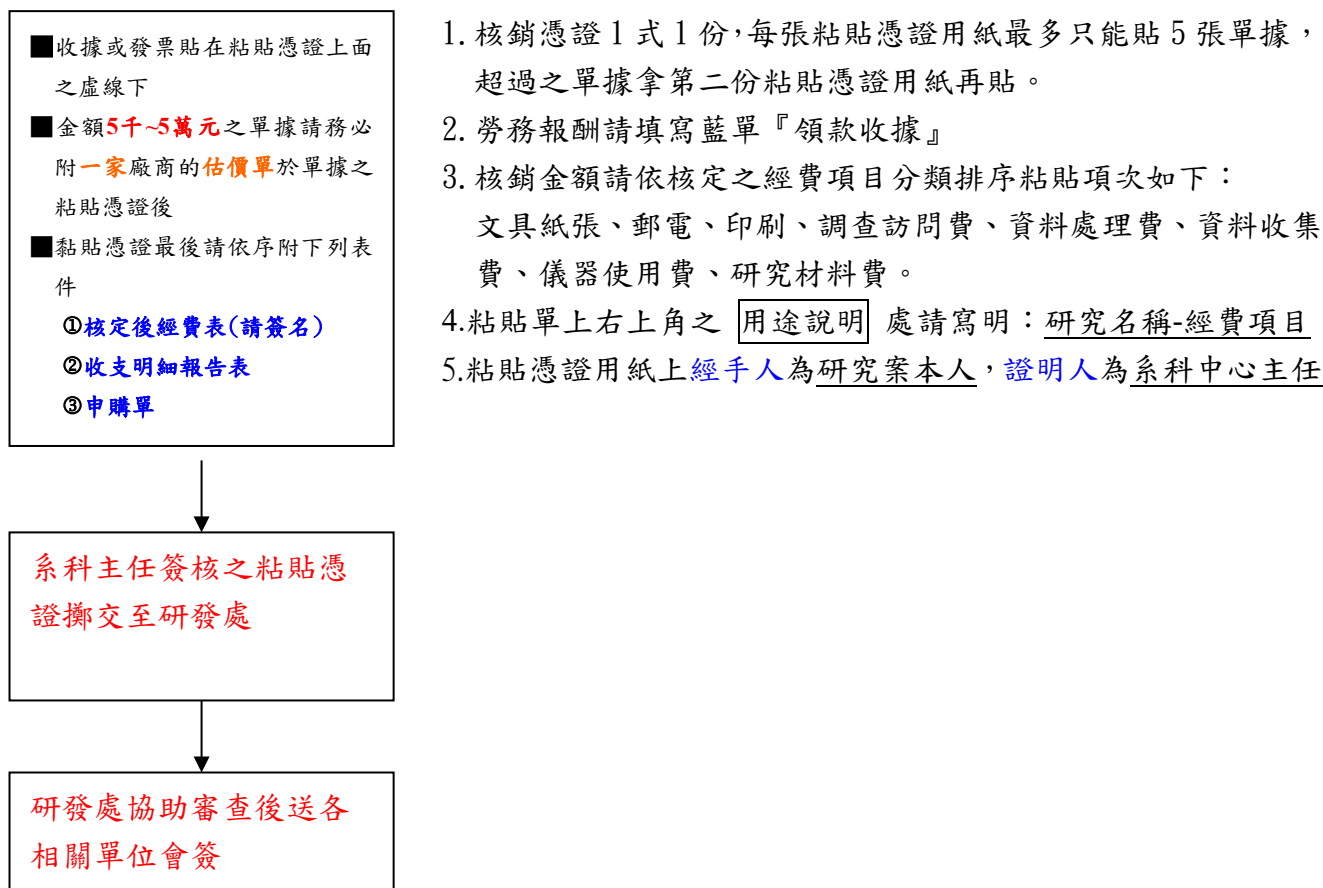 ■收據或發票貼在粘貼憑證上面
之虛線下
■金額5千~5萬元之單據請務必
附一家廠商的估價單於單據之
粘貼憑證後
■黏貼憑證最後請依序附下列表
件
①核定後經費表(請簽名)
②收支明細報告表
③申購單
系科主任簽核之粘貼憑
證擲交至研發處
研發處協助審查後送各
相關單位會簽
1. 核銷憑證 1 式 1 份，每張粘貼憑證用紙最多只能貼 5 張單據，
超過之單據拿第二份粘貼憑證用紙再貼。
2. 勞務報酬請填寫藍單『領款收據』
3. 核銷金額請依核定之經費項目分類排序粘貼項次如下：
文具紙張、郵電、印刷、調查訪問費、資料處理費、資料收集
費、儀器使用費、研究材料費。
4.粘貼單上右上角之 用途說明 處請寫明：研究名稱-經費項目
5.粘貼憑證用紙上經手人為研究案本人，證明人為系科中心主任